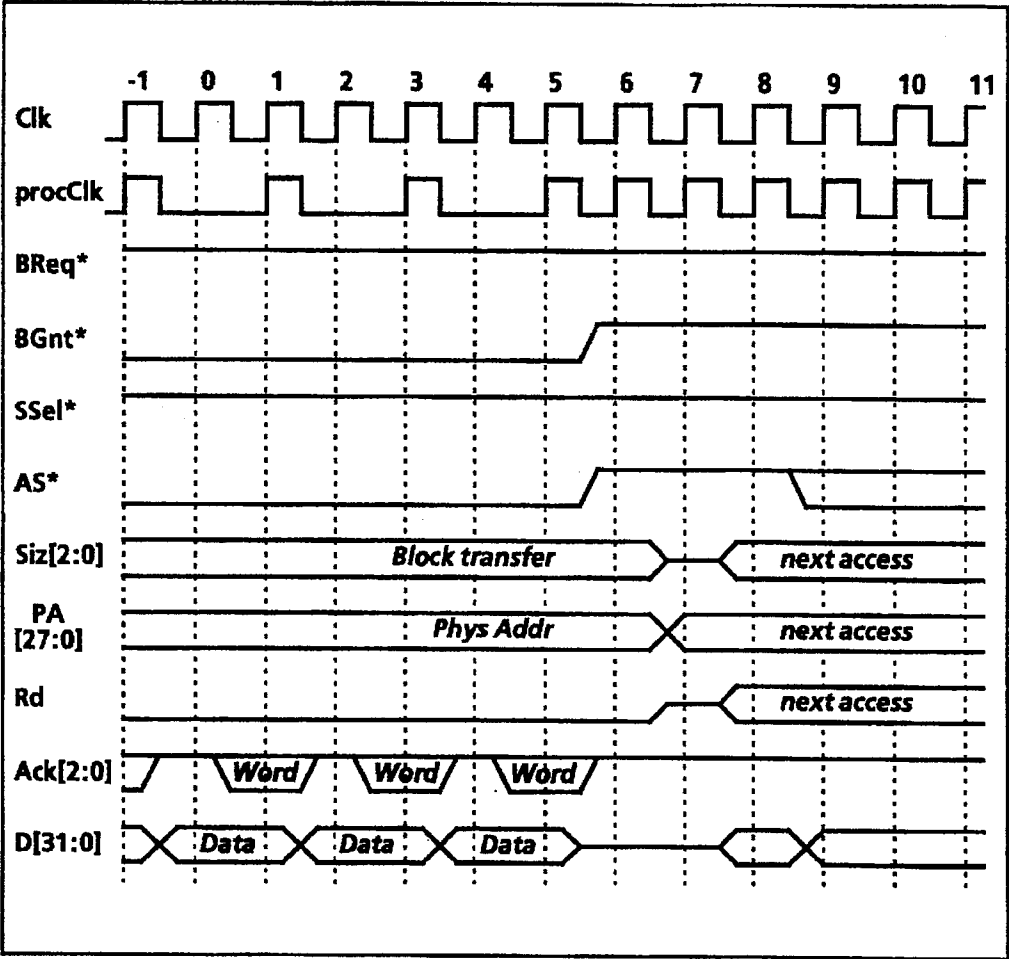 -1 0 1 2 3 4 5 6 7 8 9 10 11
Clk
procClk
BReq*
BGnt*
SSel*
AS*
Siz[2:0] Block transfer next access
PA
[27:0] Phys Addr next access
Rd next access
Ack[2:0] Word Word Word
D[31:0] Data Data Data